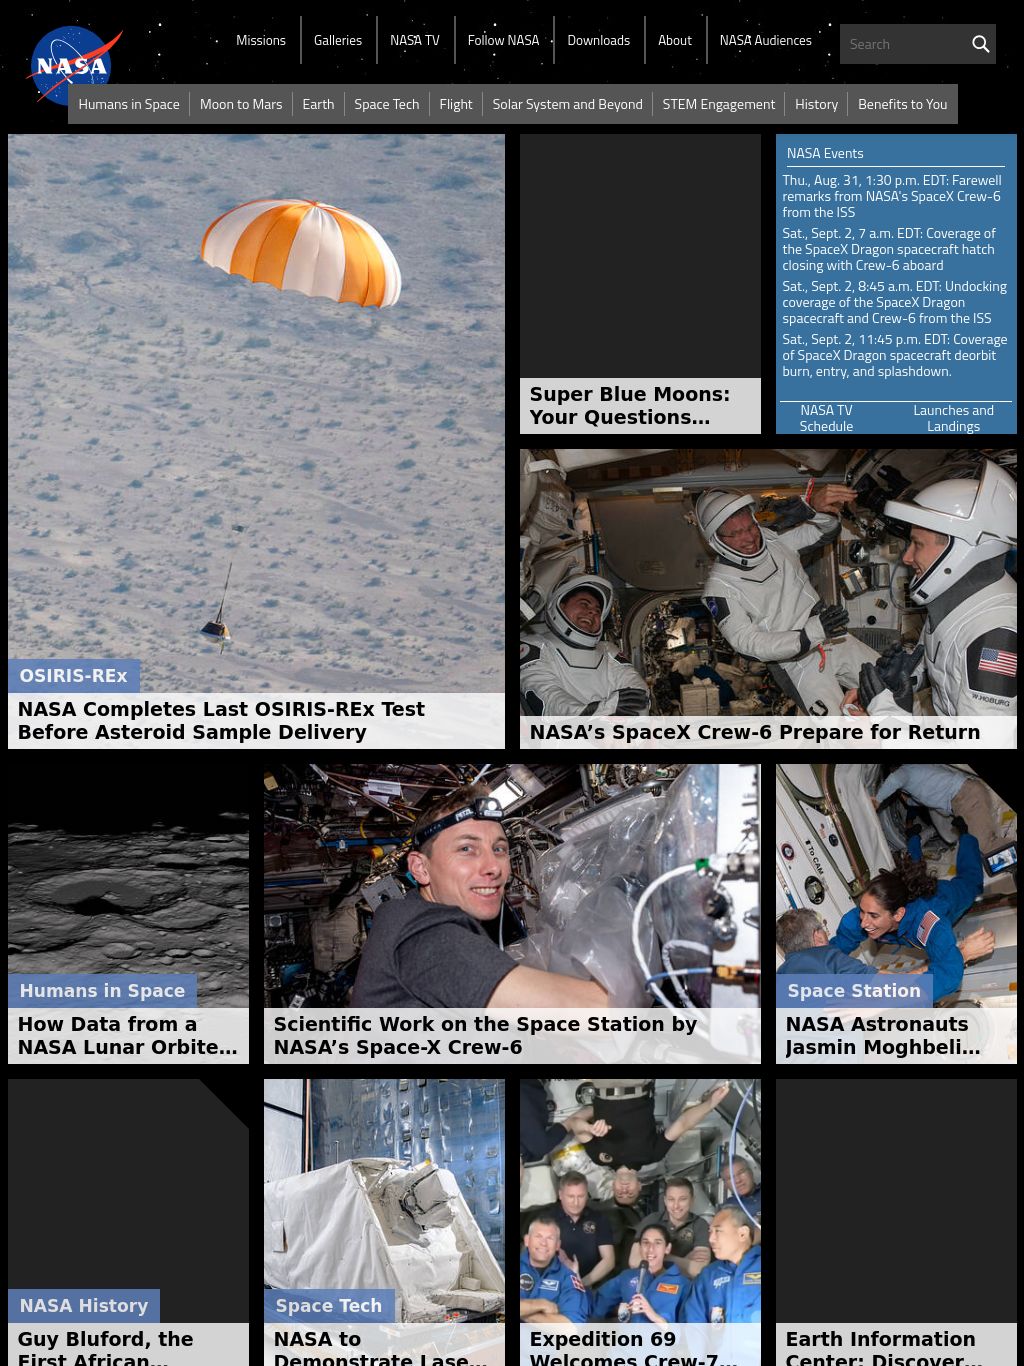 Missions
Galleries
NASA TV
Follow NASA
Downloads
About
NASA Audiences
Search
NASA
Humans in Space
Moon to Mars
Earth
Space Tech
Flight
Solar System and Beyond
STEM Engagement
History
Benefits to You
OSIRIS-REx
NASA Completes Last OSIRIS-REx Test
Before Asteroid Sample Delivery
Super Blue Moons:
Your Questions…
NASA Events
Thu., Aug. 31, 1:30 p.m. EDT: Farewell
remarks from NASA's SpaceX Crew-6
from the ISS
Sat., Sept. 2, 7 a.m. EDT: Coverage of
the SpaceX Dragon spacecraft hatch
closing with Crew-6 aboard
Sat., Sept. 2, 8:45 a.m. EDT: Undocking
coverage of the SpaceX Dragon
spacecraft and Crew-6 from the ISS
Sat., Sept. 2, 11:45 p.m. EDT: Coverage
of SpaceX Dragon spacecraft deorbit
burn, entry, and splashdown.
NASA TV
Schedule
Launches and
Landings
W. HOBURG
NASA’s SpaceX Crew-6 Prepare for Return
Humans in Space
How Data from a
NASA Lunar Orbite…
Scientific Work on the Space Station by
NASA’s Space-X Crew-6
To CAM
Space Station
NASA Astronauts
Jasmin Moghbeli…
NASA History
Guy Bluford, the
First African…
Space Tech
NASA to
Demonstrate Lase…
Expedition 69
Welcomes Crew-7…
Earth Information
Center: Discover…